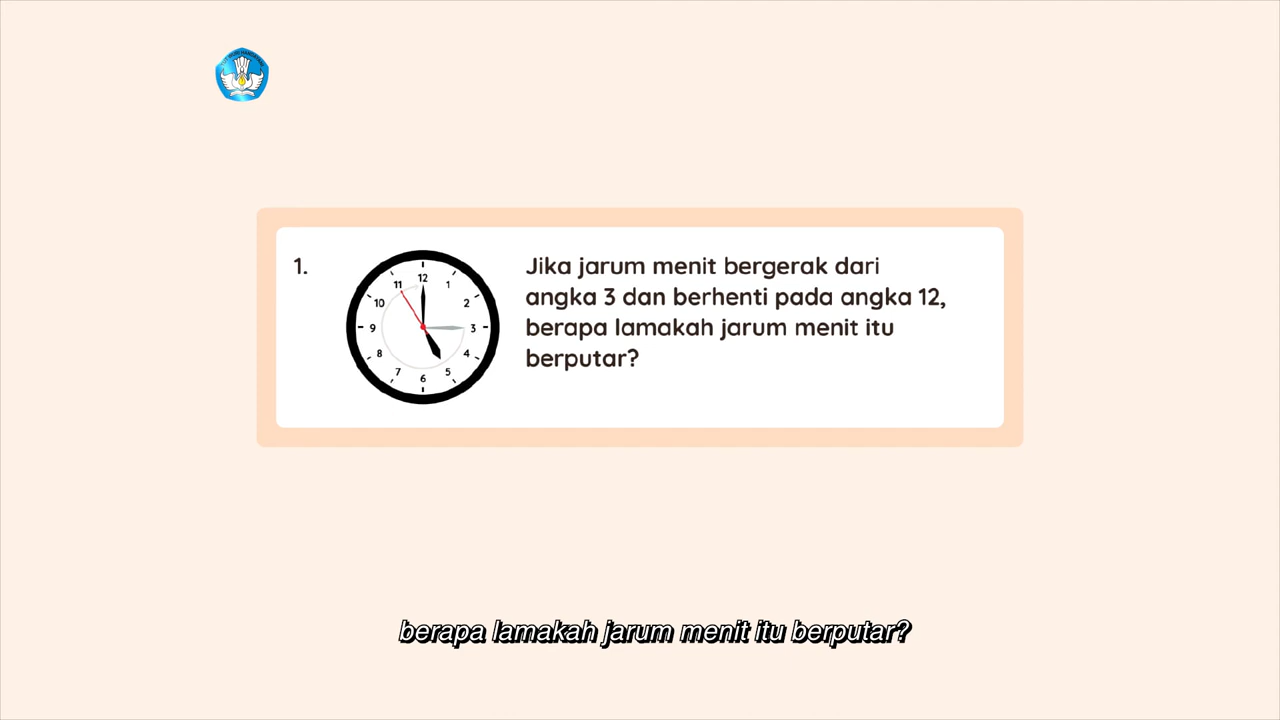 1.
Jika jarum menit bergerak dari
angka 3 dan berhenti pada angka 12,
berapa lamakah jarum menit itu
berputar?
12
1
2
3
4
5
6
7
8
9
10
11
berapa lamakah jarum menit itu berputar?